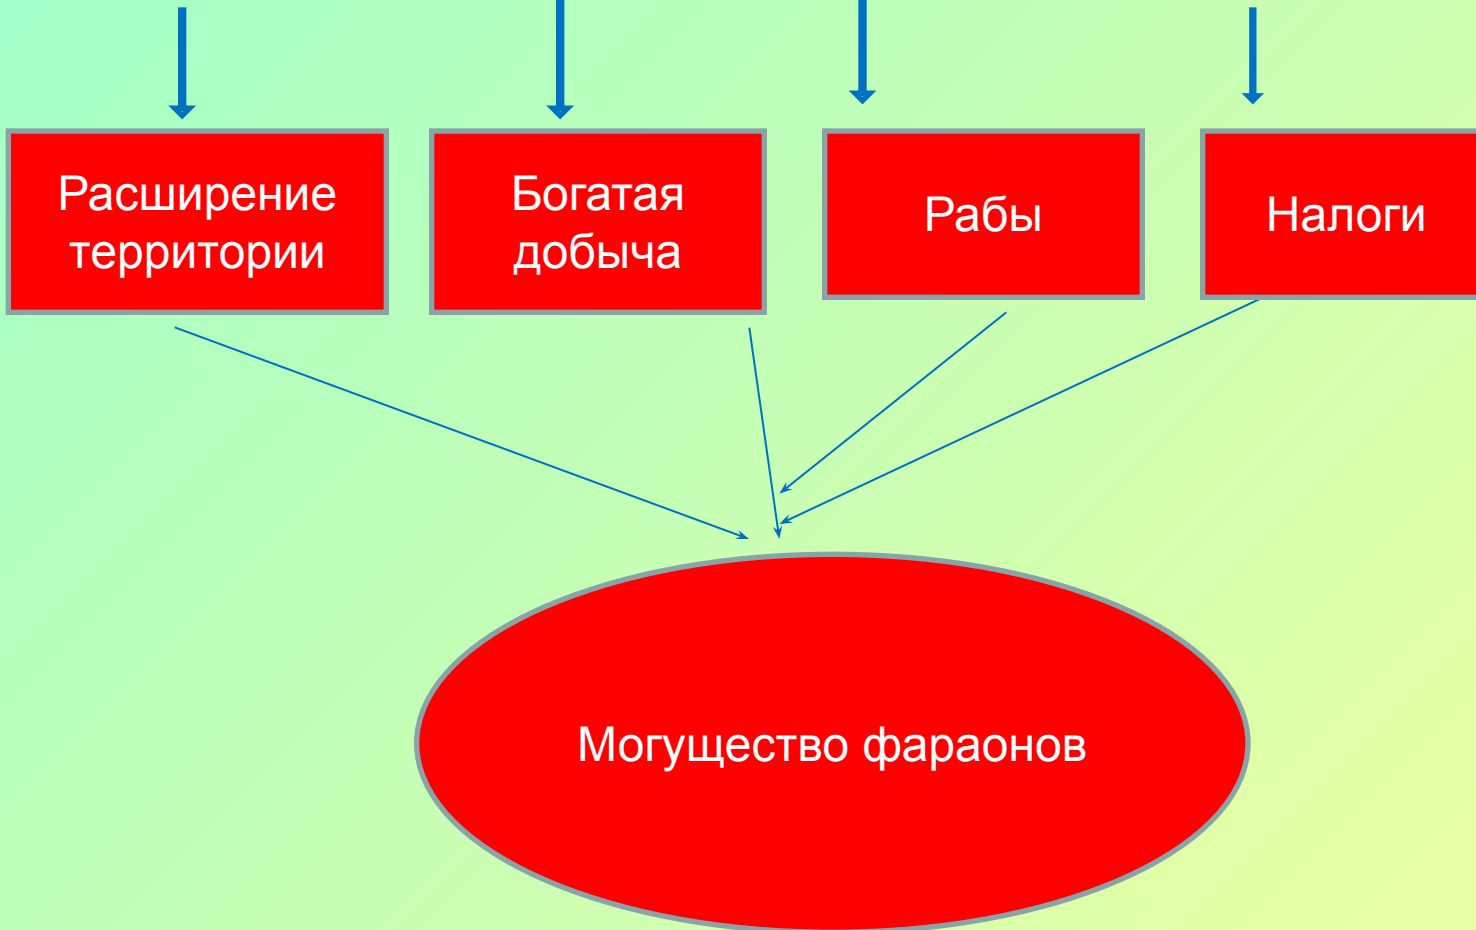 Расширение
территории
Богатая
добыча
Рабы
Налоги
Могущество фараонов